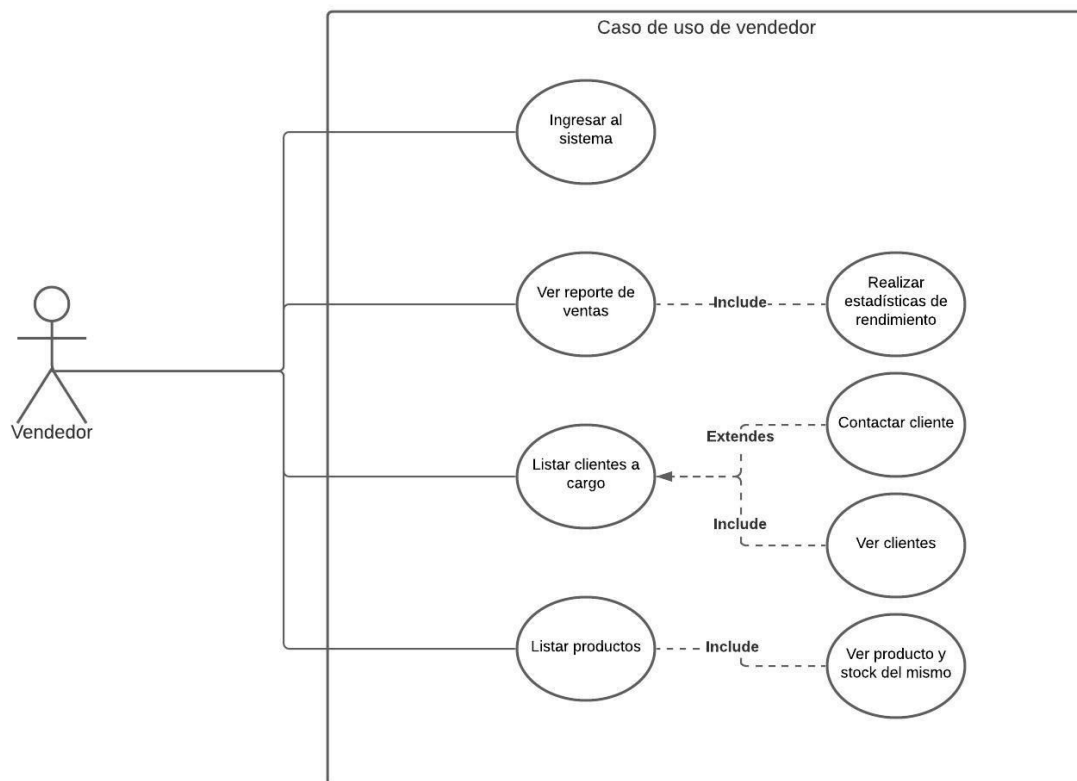 Caso de uso de vendedor
Ingresar al
sistema
Ver reporte de
ventas
Include
Realizar
estadísticas de
rendimiento
Vendedor
Listar clientes a
cargo
Extendes
Contactar cliente
Include
Ver clientes
Listar productos
Include
Ver producto y
stock del mismo